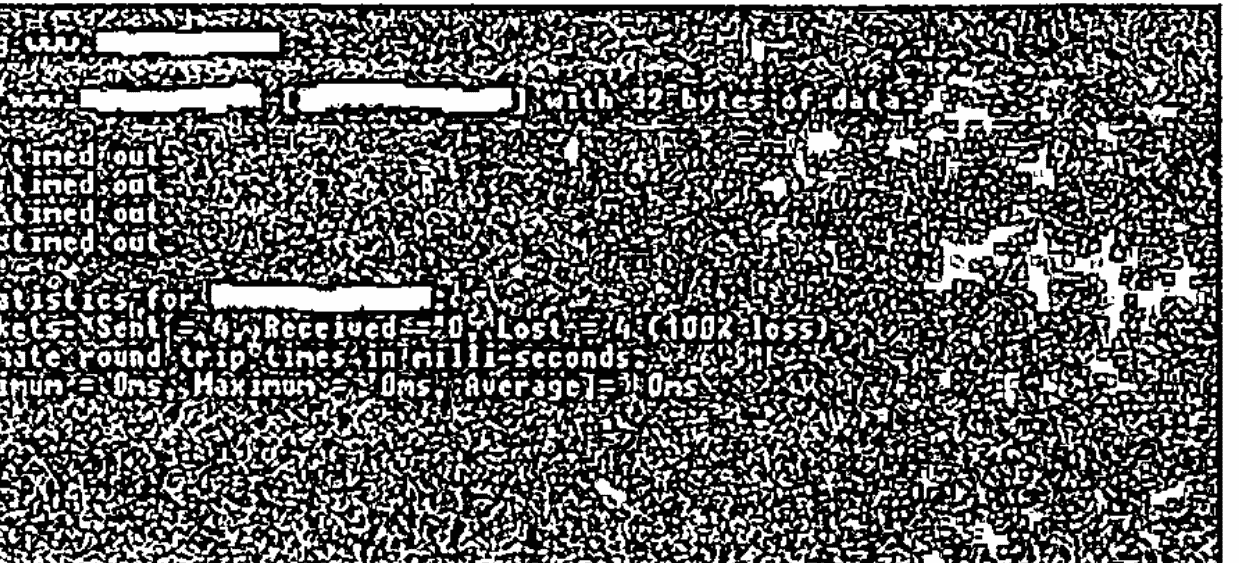 www.
www. [ ] with 32 bytes of data:
timed out.
timed out.
timed out.
timed out.
atistics for :
kets: Sent = 4, Received = 0, Lost = 4 (100% loss),
mate round trip times in milli-seconds:
imum = 0ms, Maximum = 0ms, Average = 0ms